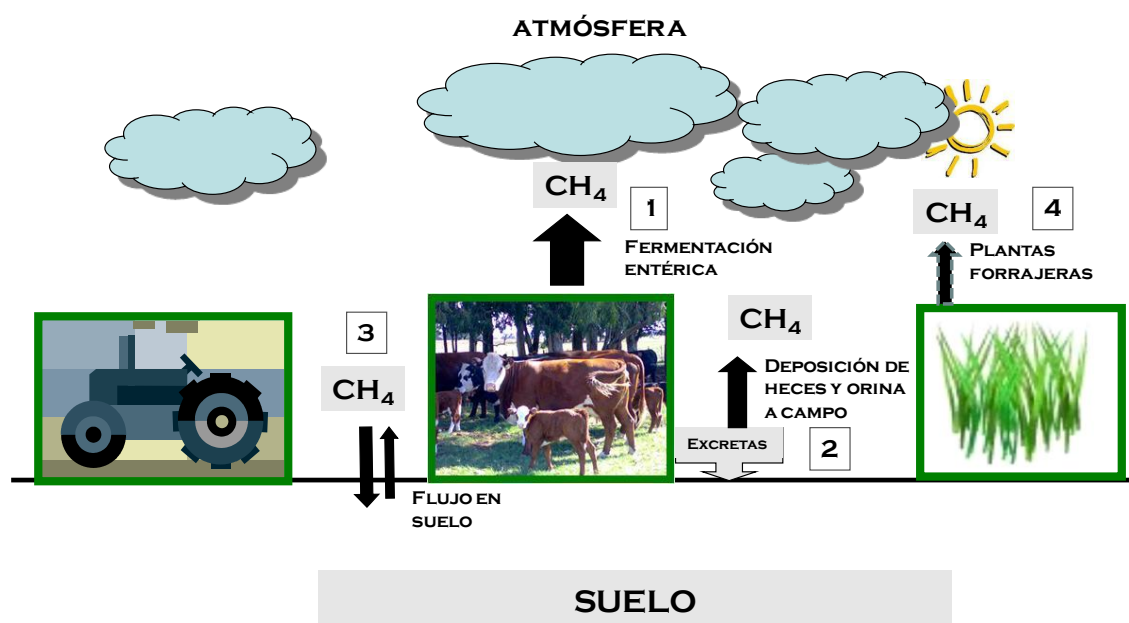 ATMÓSFERA
CH₄
1
FERMENTACIÓN
ENTÉRICA
CH₄
4
PLANTAS
FORRAJERAS
3
CH₄
FLUJO EN
SUELO
CH₄
DEPOSICIÓN DE
HECES Y ORINA
A CAMPO
EXCRETAS
2
SUELO